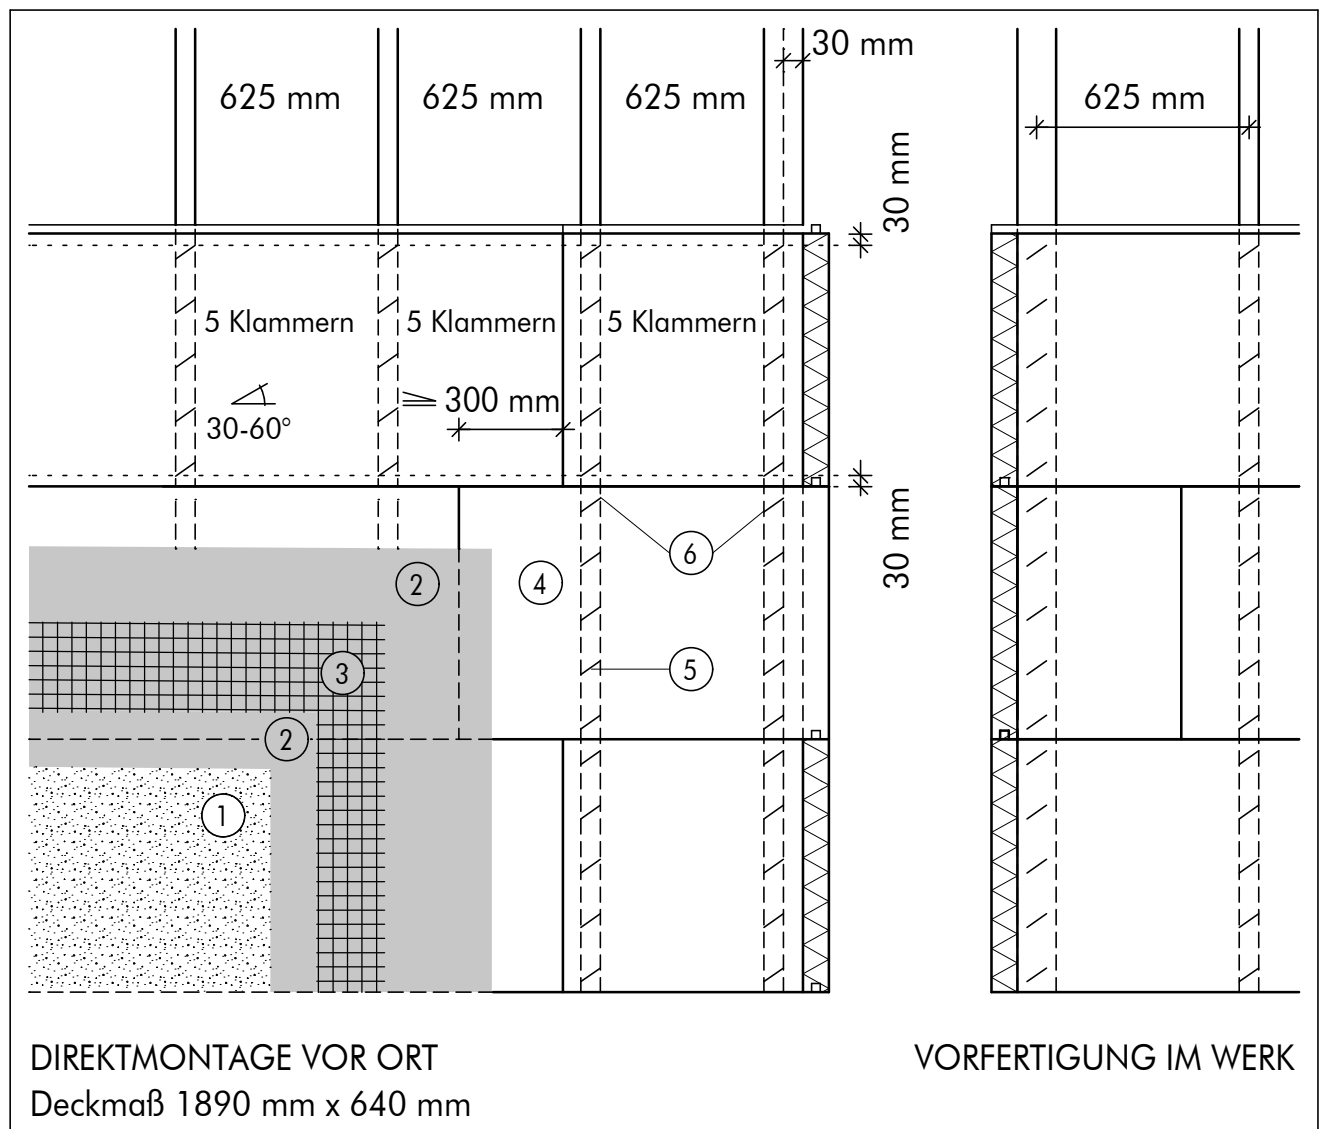 30 mm
625 mm 625 mm 625 mm 625 mm
30 mm
5 Klammern 5 Klammern 5 Klammern
300 mm
30-60°
30 mm
6
2 4
5
3
2
1
DIREKTMONTAGE VOR ORT VORFERTIGUNG IM WERK
Deckmaß 1890 mm x 640 mm